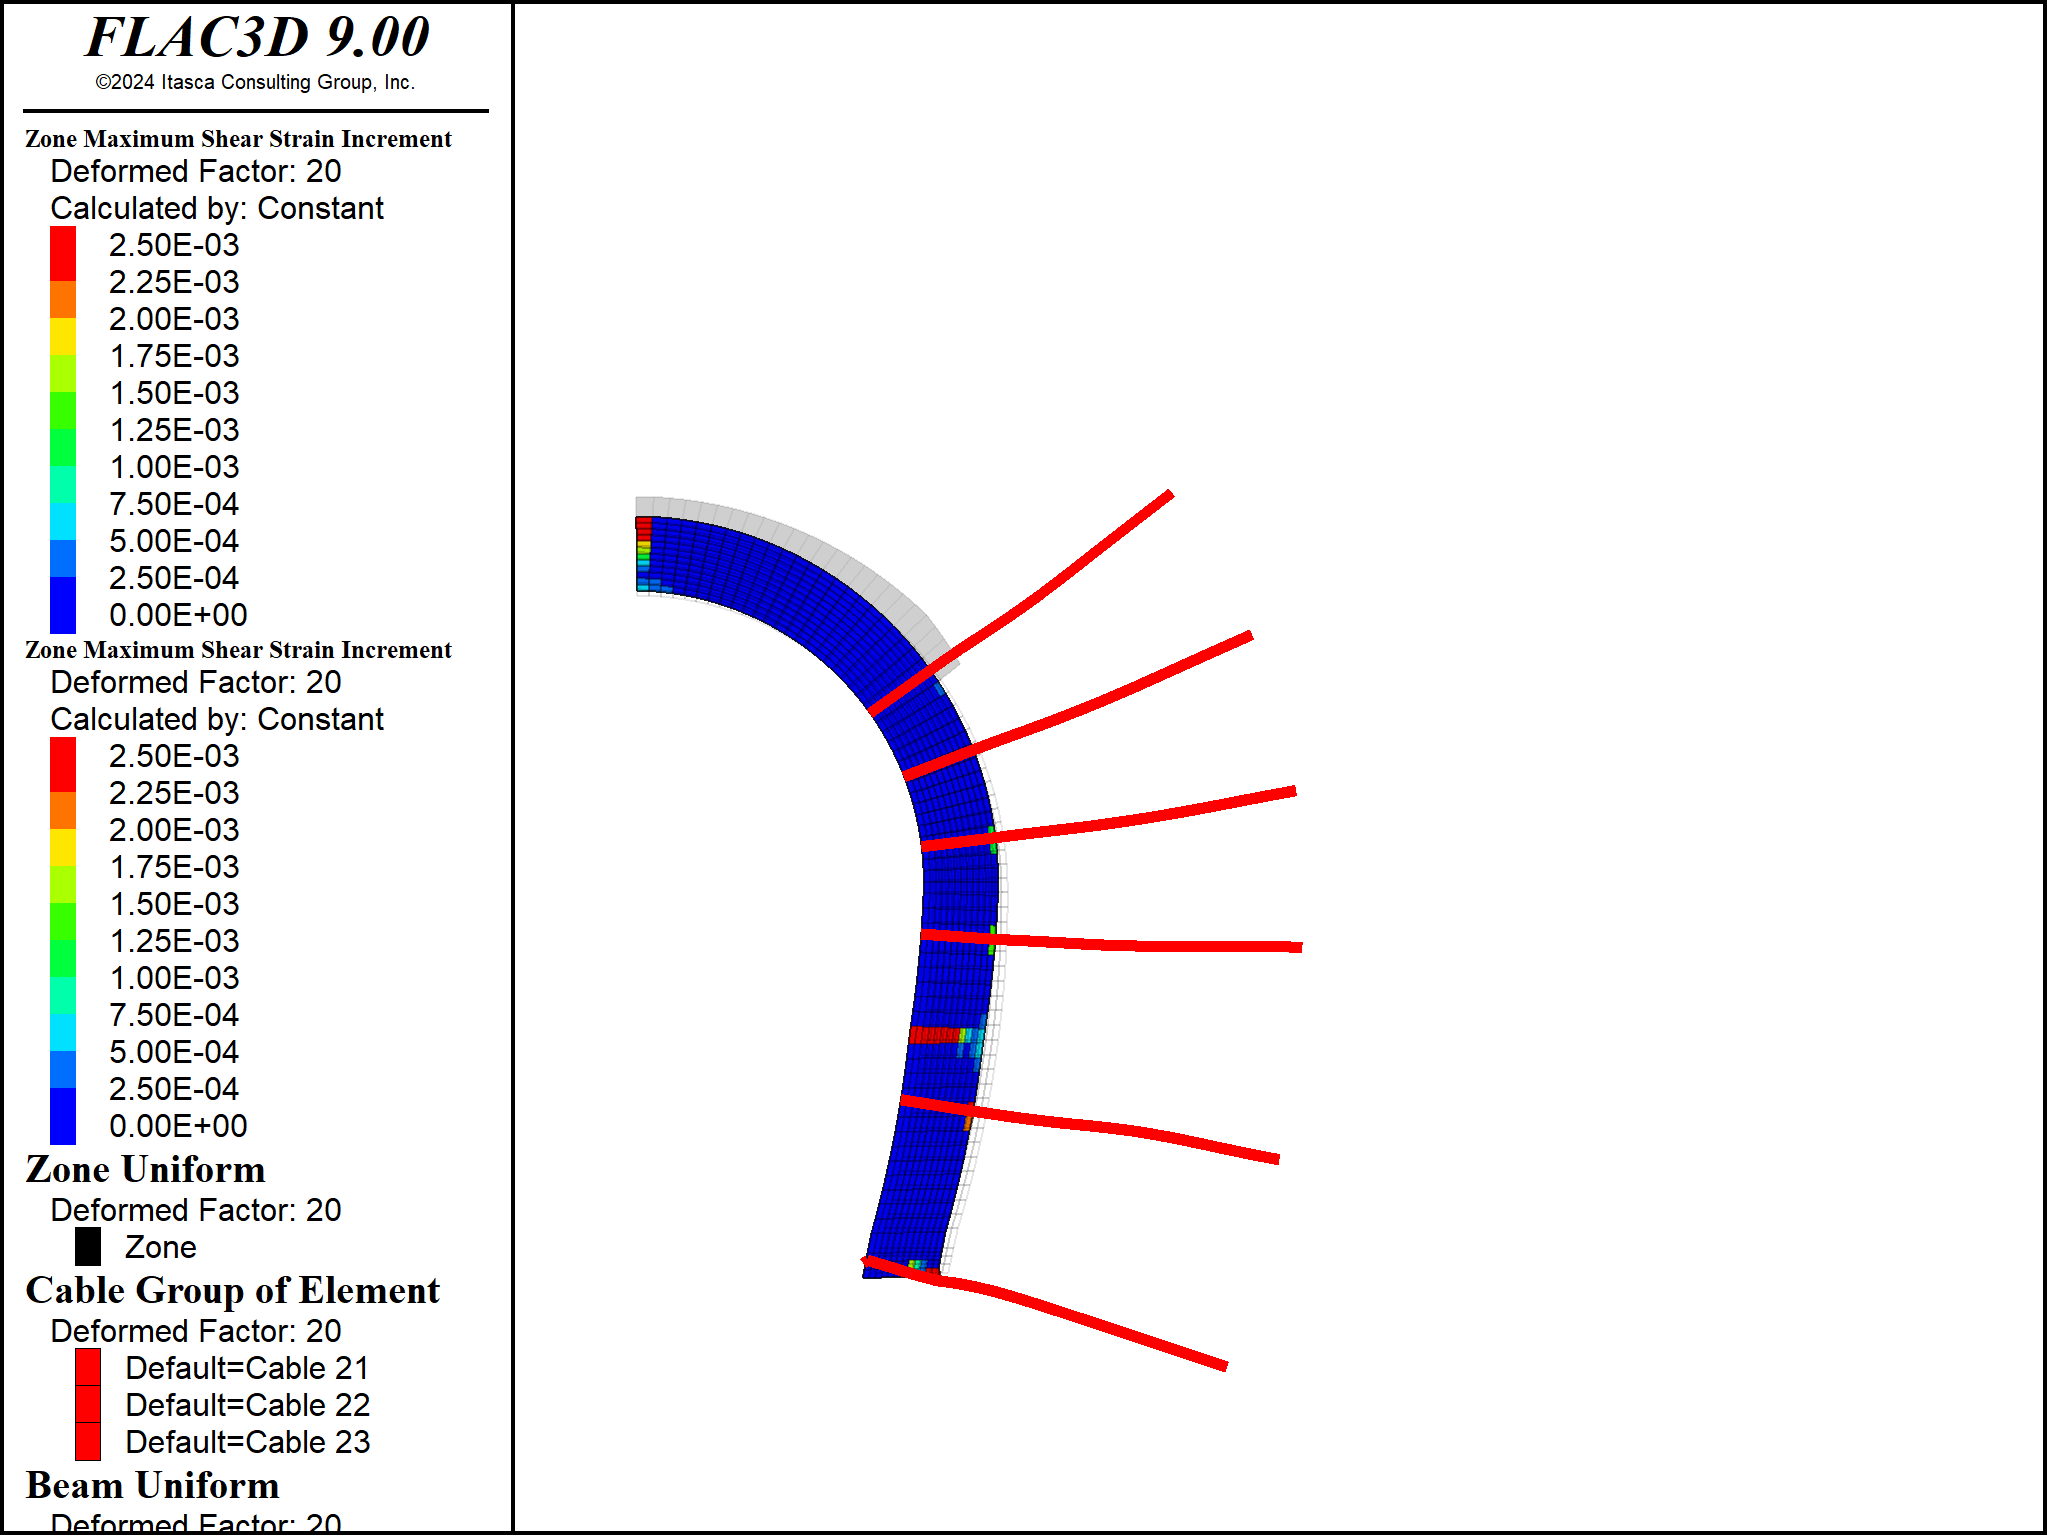 FLAC3D 9.00
©2024 Itasca Consulting Group, Inc.
Zone Maximum Shear Strain Increment
Deformed Factor: 20
Calculated by: Constant
2.50E-03
2.25E-03
2.00E-03
1.75E-03
1.50E-03
1.25E-03
1.00E-03
7.50E-04
5.00E-04
2.50E-04
0.00E+00
Zone Maximum Shear Strain Increment
Deformed Factor: 20
Calculated by: Constant
2.50E-03
2.25E-03
2.00E-03
1.75E-03
1.50E-03
1.25E-03
1.00E-03
7.50E-04
5.00E-04
2.50E-04
0.00E+00
Zone Uniform
Deformed Factor: 20
Zone
Cable Group of Element
Deformed Factor: 20
Default=Cable 21
Default=Cable 22
Default=Cable 23
Beam Uniform
Deformed Factor: 20